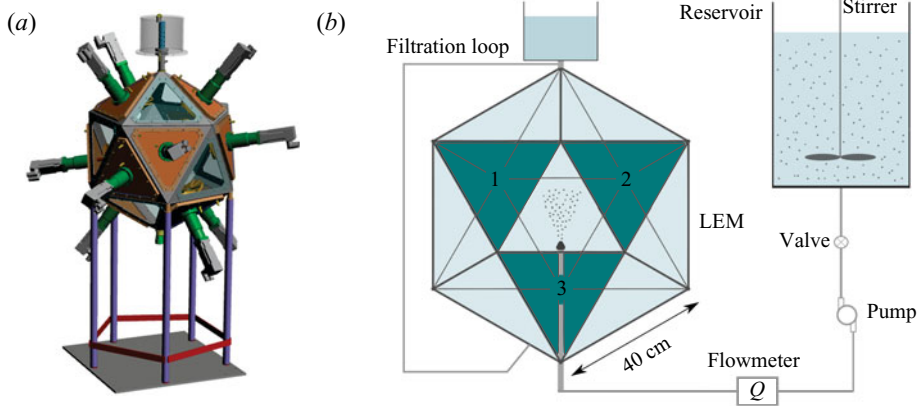 (a)
(b)
Filtration loop
Reservoir
Stirrer
1
2
LEM
Valve
3
Pump
40 cm
Flowmeter
Q